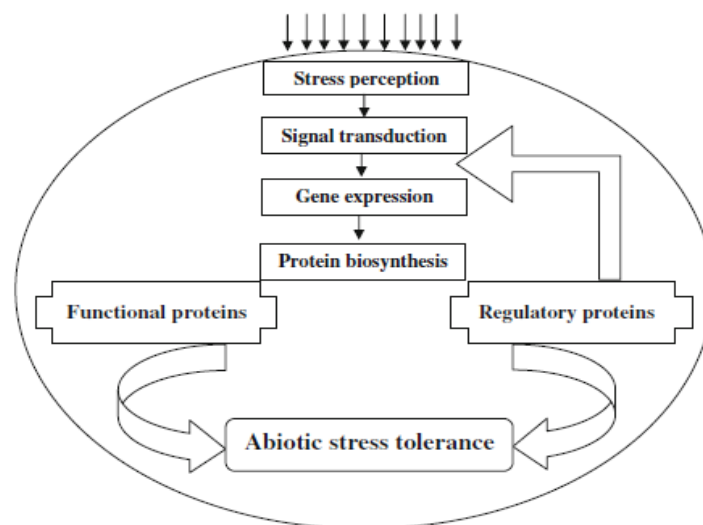 Stress perception
Signal transduction
Gene expression
Protein biosynthesis
Functional proteins
Regulatory proteins
Abiotic stress tolerance